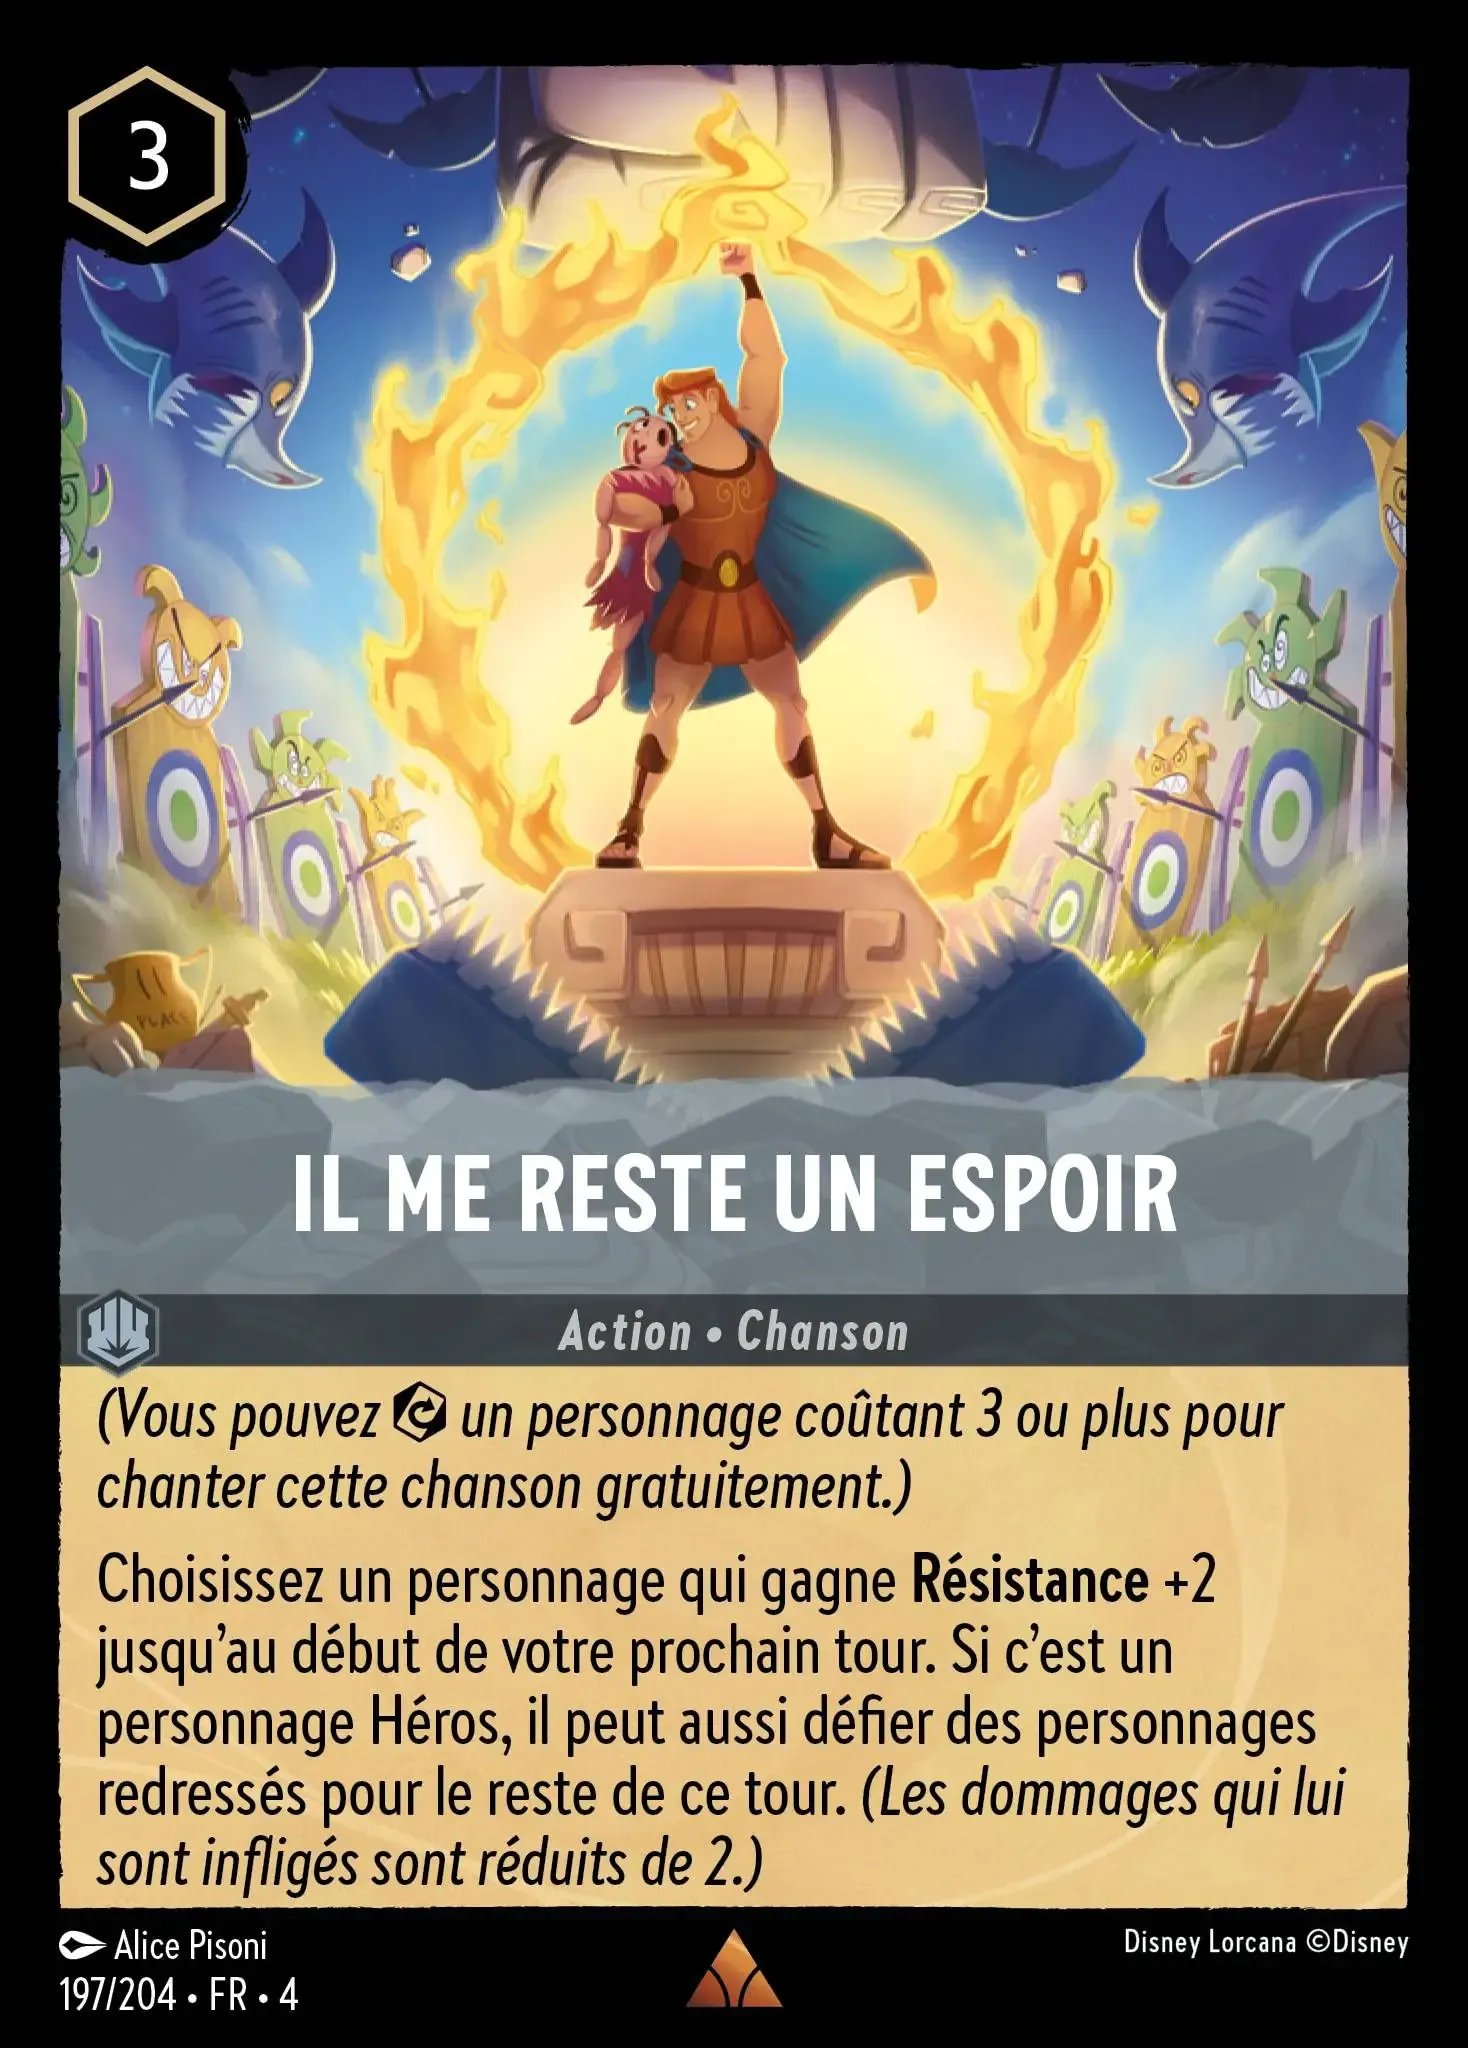 3
PLACE
IL ME RESTE UN ESPOIR
Action • Chanson
(Vous pouvez un personnage coûtant 3 ou plus pour
chanter cette chanson gratuitement.)
Choisissez un personnage qui gagne Résistance +2
jusqu’au début de votre prochain tour. Si c’est un
personnage Héros, il peut aussi défier des personnages
redressés pour le reste de ce tour. (Les dommages qui lui
sont infligés sont réduits de 2.)
Alice Pisoni
Disney Lorcana ©Disney
197/204 • FR • 4